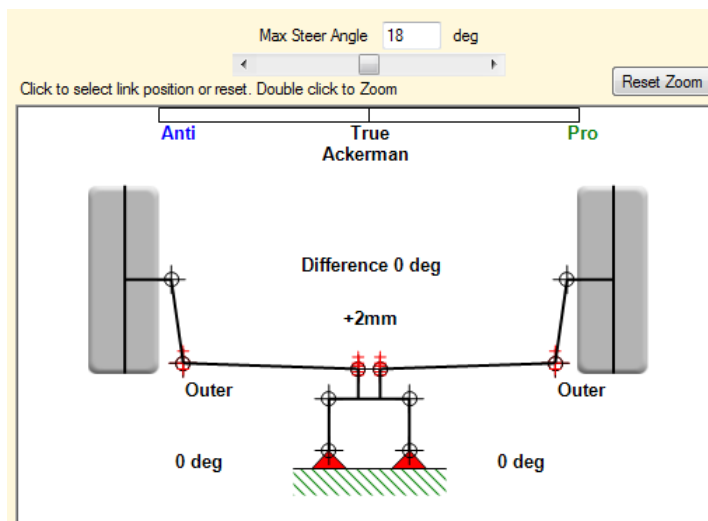 Max Steer Angle 18 deg
Click to select link position or reset. Double click to Zoom
Reset Zoom
Anti True Pro
Ackerman
Difference 0 deg
+2mm
Outer Outer
0 deg 0 deg